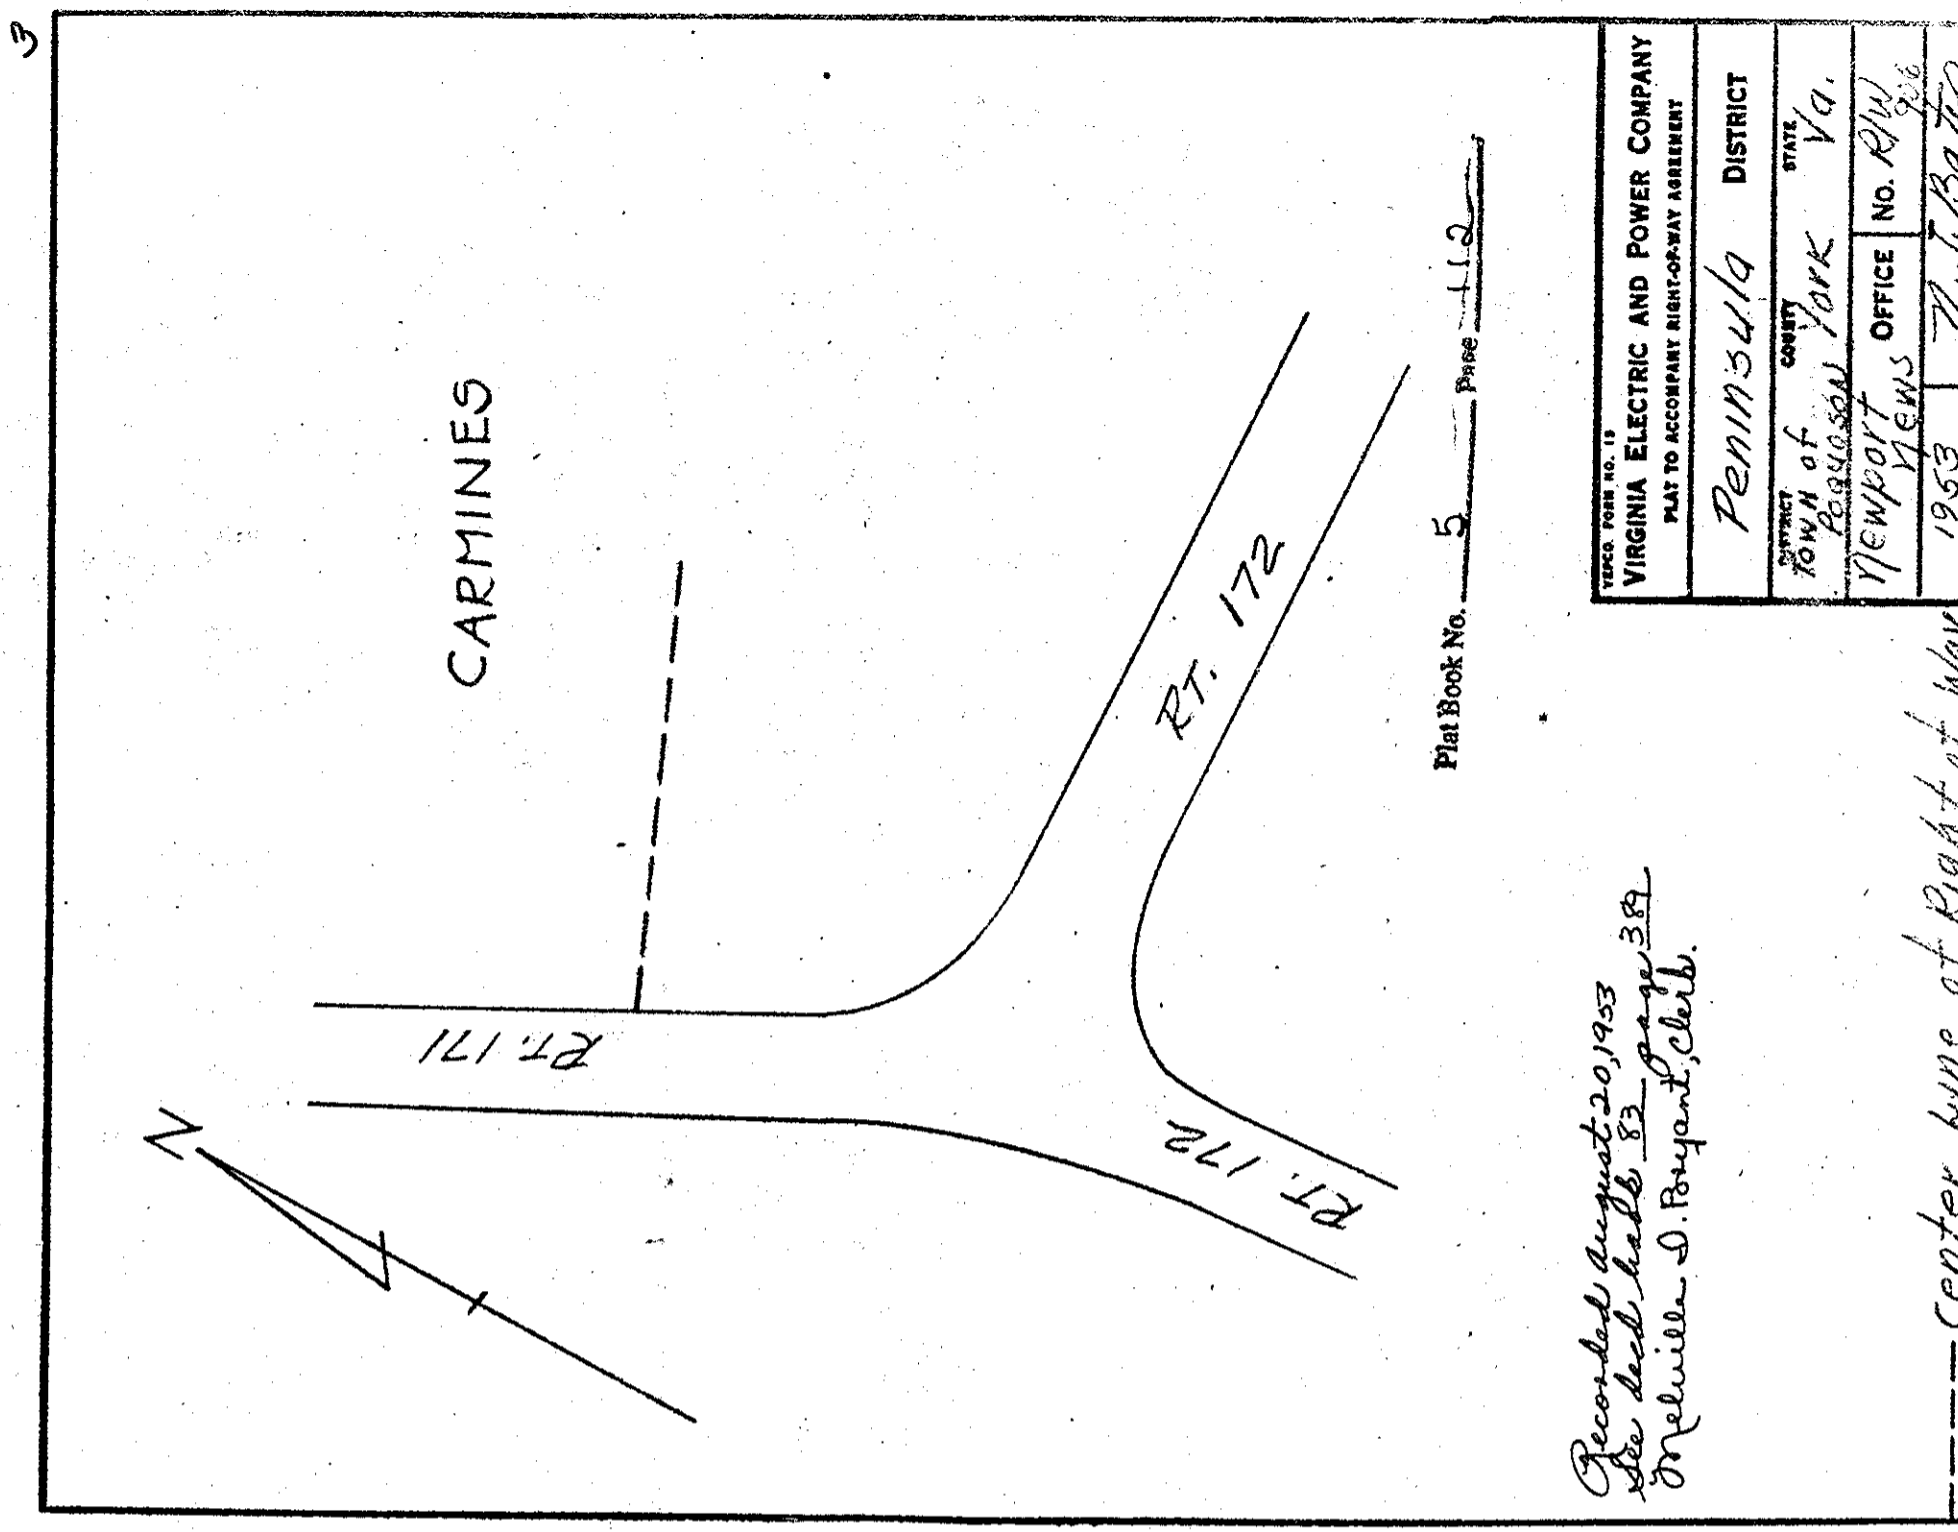 3
CARMINES
RT. 171
RT. 172
RT. 172
Plat Book No. 5 Page 112
Recorded August 20, 1953
See deed book 83 page 389
Melville D. Bryant, Clerk.
VEPCO. FORM NO. 13
VIRGINIA ELECTRIC AND POWER COMPANY
PLAT TO ACCOMPANY RIGHT-OF-WAY AGREEMENT
Peninsula DISTRICT
DISTRICT COUNTY STATE
Town of Poquoson York Va.
Newport News OFFICE NO. R/W
1953
Center Line of Right of Way
N